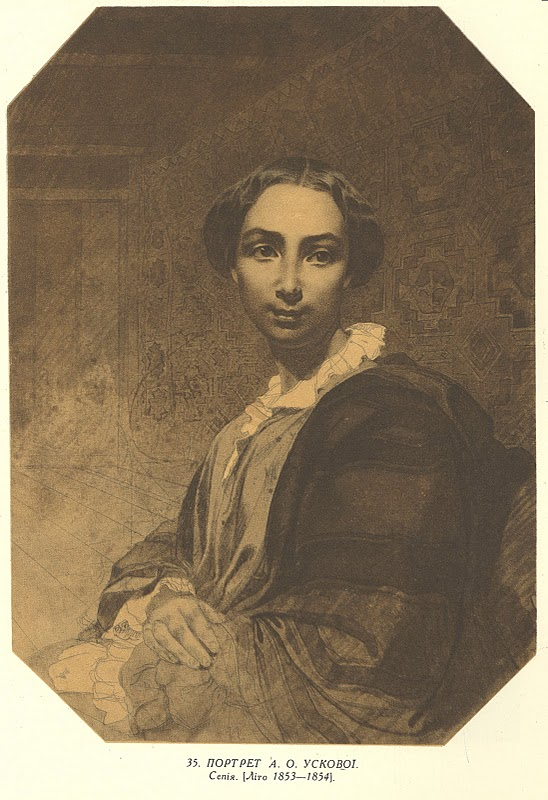 35. ПОРТРЕТ А. О. УСКОВОЇ.
Сепія. [Літо 1853—1854].